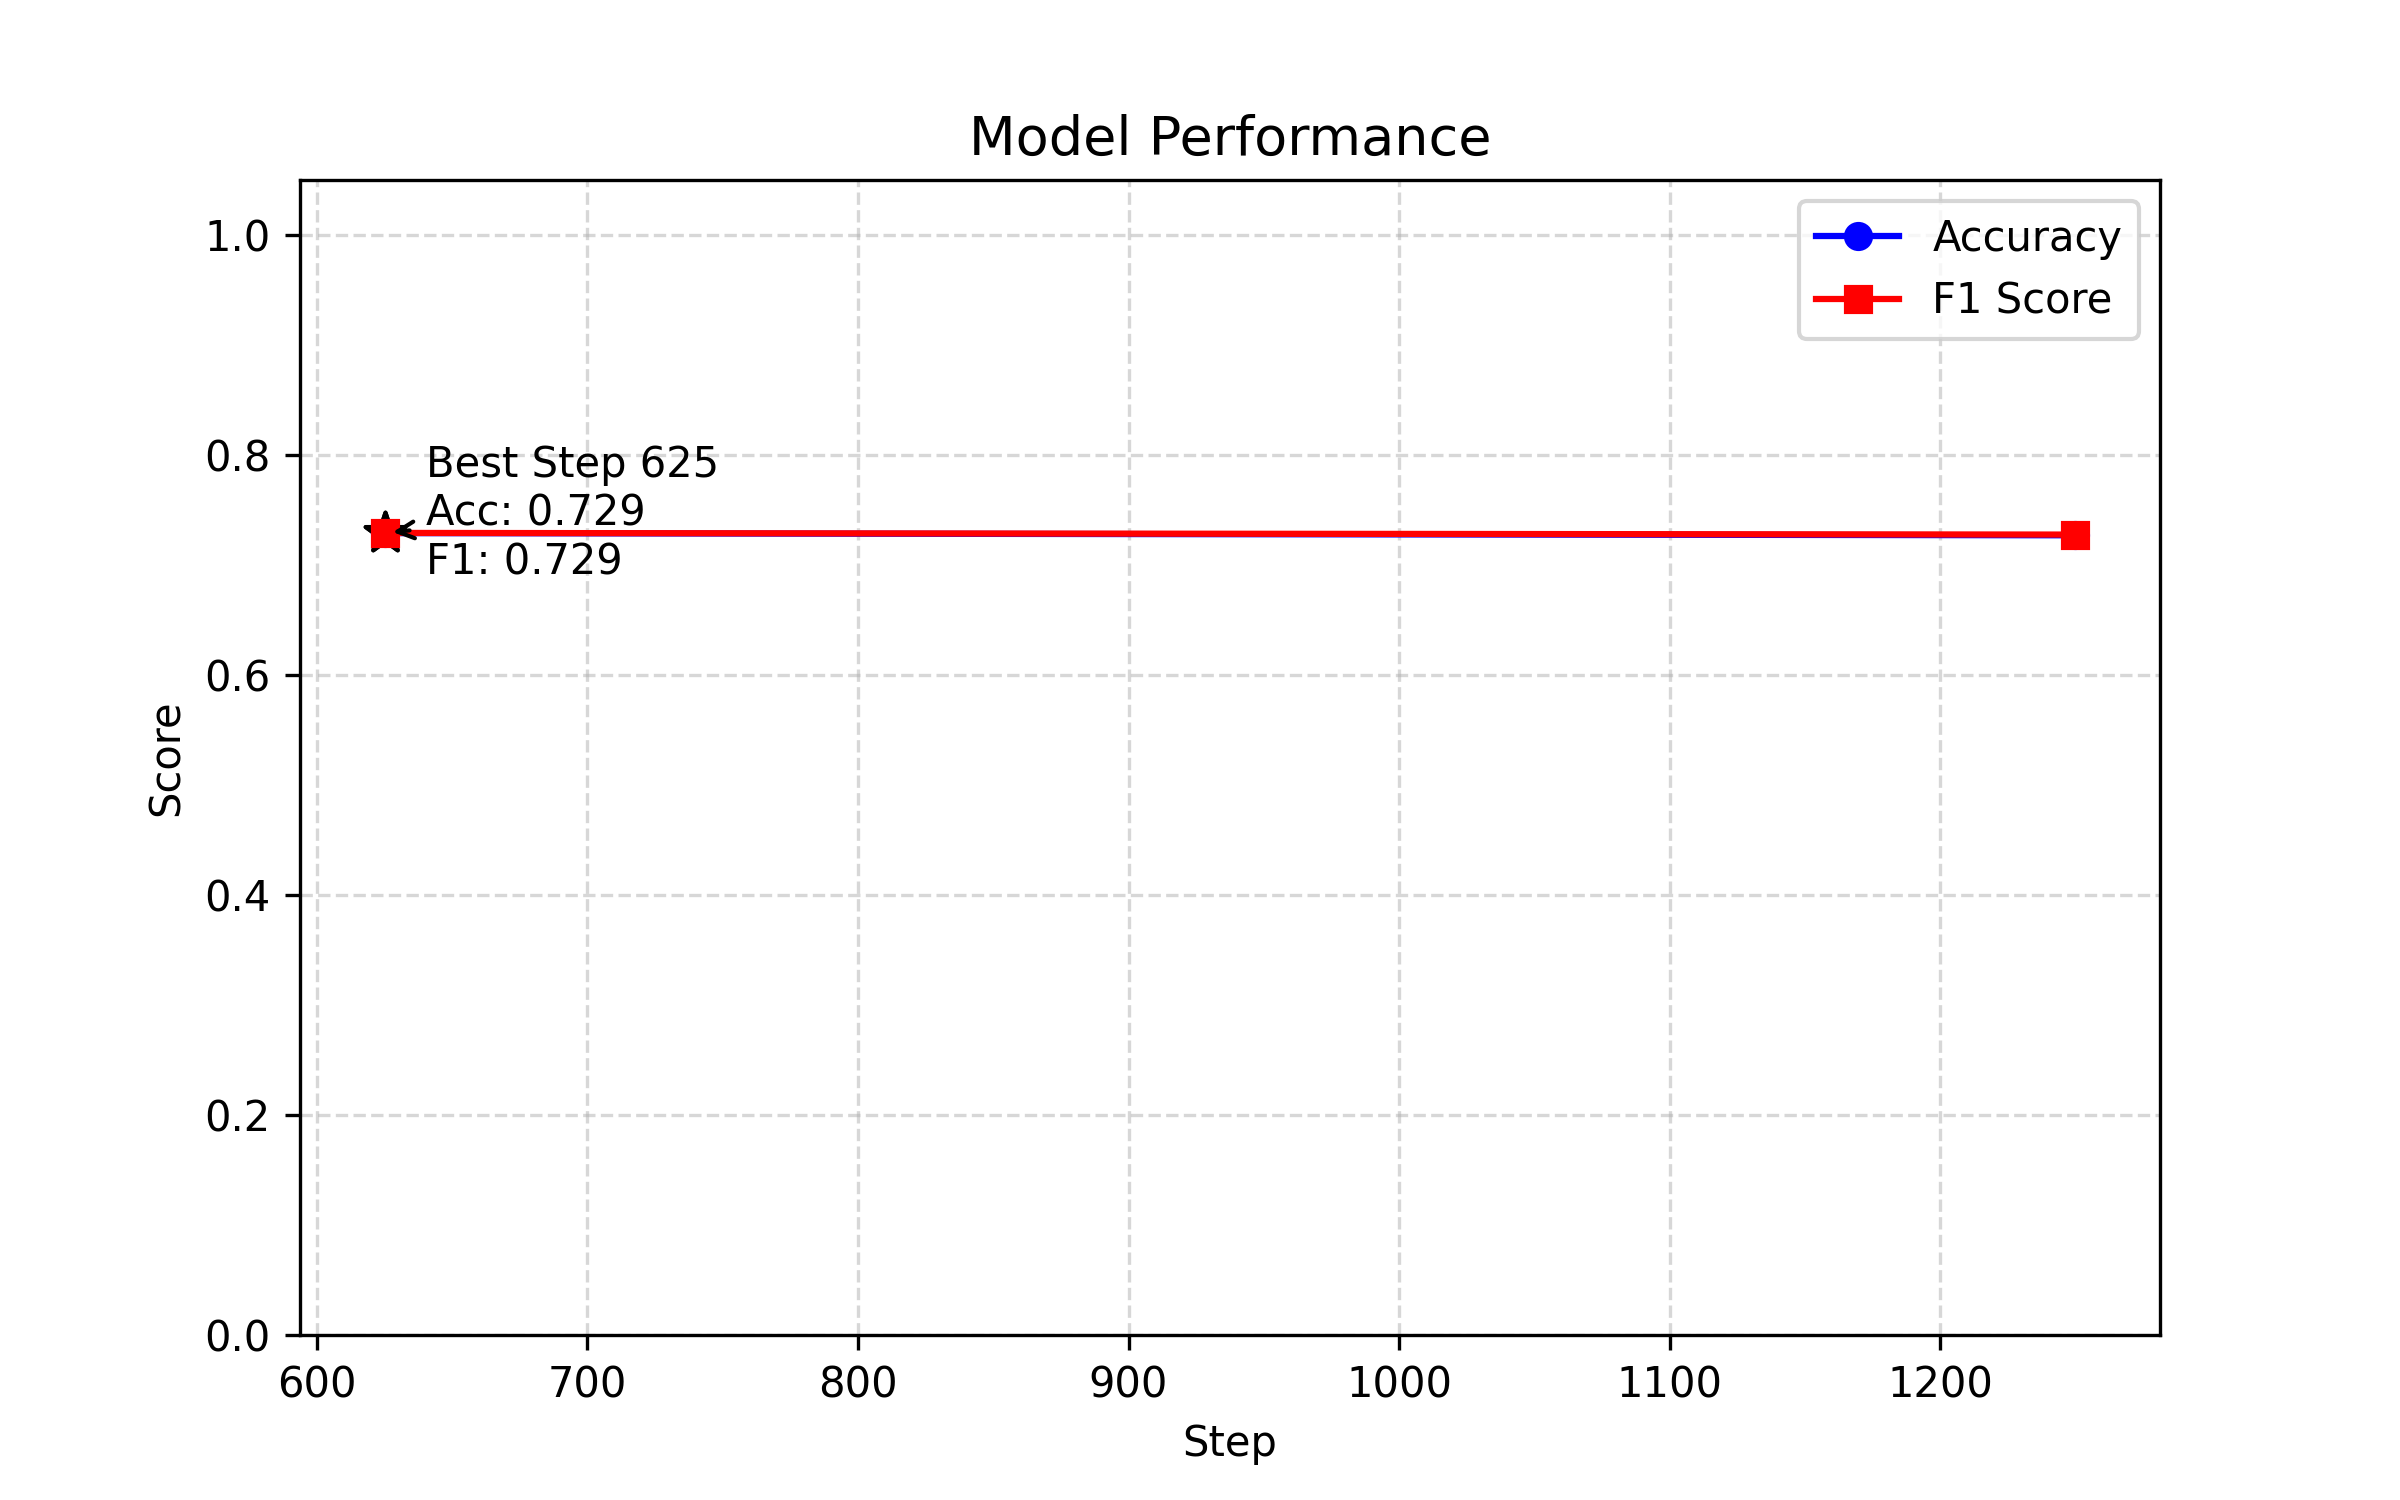 Model Performance
Accuracy
F1 Score
Best Step 625
Acc: 0.729
F1: 0.729
1.0
0.8
0.6
0.4
0.2
0.0
Score
600 700 800 900 1000 1100 1200
Step